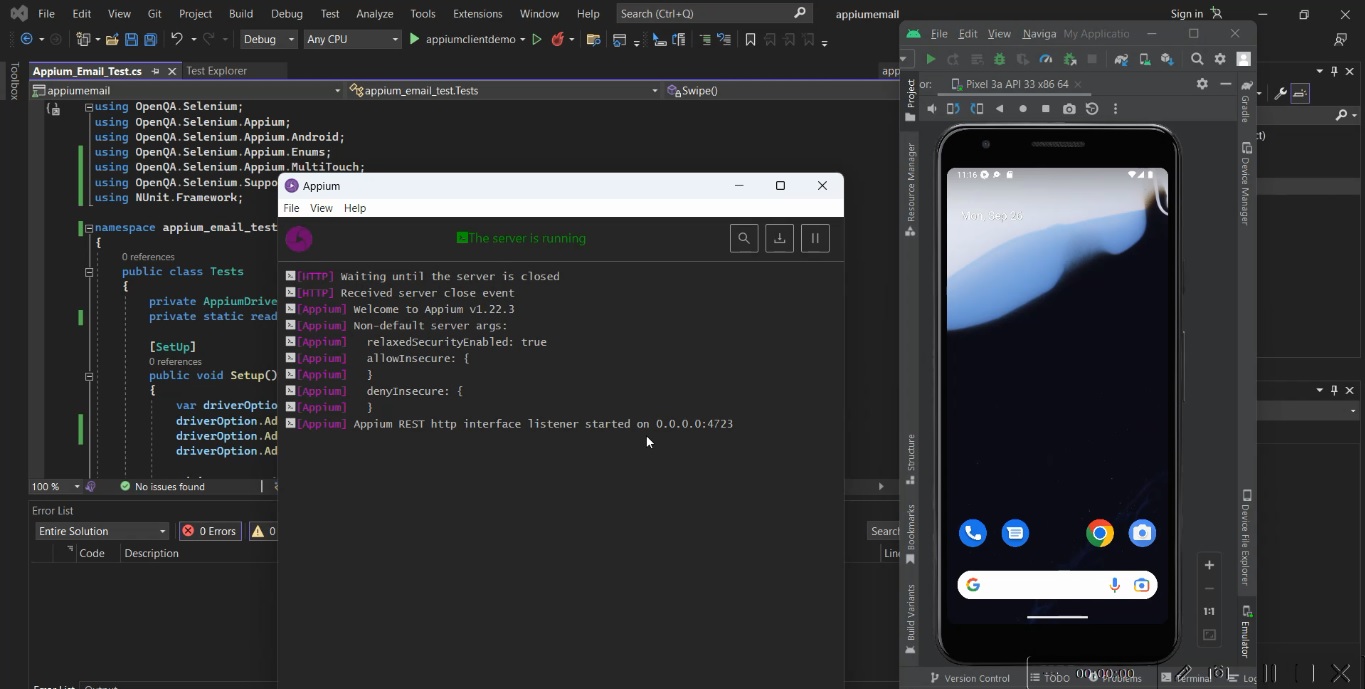 File Edit View Git Project Build Debug Test Analyze Tools Extensions Window Help Search (Ctrl+Q) appiumemail Sign in
Debug Any CPU appiumclientdemo
Toolbox
Appium_Email_Test.cs Test Explorer
appiumemail appium_email_test.Tests Swipe()
using OpenQA.Selenium;
using OpenQA.Selenium.Appium;
using OpenQA.Selenium.Appium.Android;
using OpenQA.Selenium.Appium.Enums;
using OpenQA.Selenium.Appium.MultiTouch;
using OpenQA.Selenium.Suppo
using NUnit.Framework;
namespace appium_email_test
{
0 references
public class Tests
{
private AppiumDrive
private static read
[SetUp]
0 references
public void Setup()
{
var driverOptio
driverOption.Ad
driverOption.Ad
driverOption.Ad
100 % No issues found
Error List
Entire Solution 0 Errors 0
Code Description
Error List Output
Appium
File View Help
The server is running
[HTTP] Waiting until the server is closed
[HTTP] Received server close event
[Appium] Welcome to Appium v1.22.3
[Appium] Non-default server args:
[Appium] relaxedSecurityEnabled: true
[Appium] allowInsecure: {
[Appium] }
[Appium] denyInsecure: {
[Appium] }
[Appium] Appium REST http interface listener started on 0.0.0.0:4723
app
Searc
Line
File Edit View Naviga My Applicatio
or: Pixel 3a API 33 x86 64
Project
Resource Manager
Structure
Bookmarks
Build Variants
11:16
Mon, Sep 26
1:1
Gradle
Device Manager
Device File Explorer
Emulator
Version Control TODO Problems Terminal Log
00:00:00
ct)